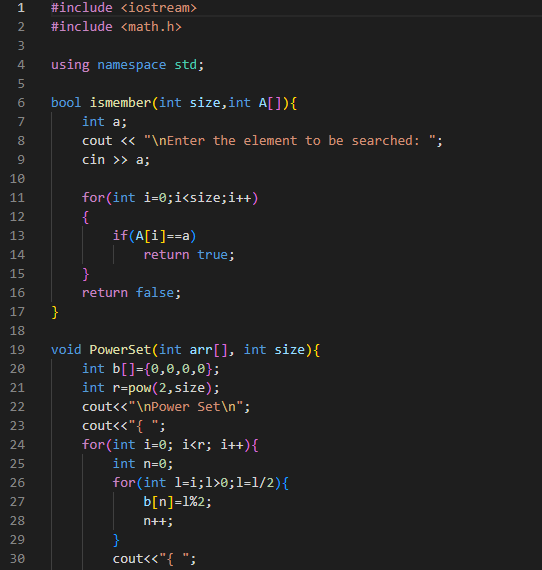 1 #include <iostream>
2 #include <math.h>
3
4 using namespace std;
5
6 bool ismember(int size,int A[]){
7     int a;
8     cout << "\nEnter the element to be searched: ";
9     cin >> a;
10
11     for(int i=0;i<size;i++)
12     {
13         if(A[i]==a)
14             return true;
15     }
16     return false;
17 }
18
19 void PowerSet(int arr[], int size){
20     int b[]={0,0,0,0};
21     int r=pow(2,size);
22     cout<<"\nPower Set\n";
23     cout<<"{ ";
24     for(int i=0; i<r; i++){
25         int n=0;
26         for(int l=i;l>0;l=l/2){
27             b[n]=l%2;
28             n++;
29         }
30         cout<<"{ ";